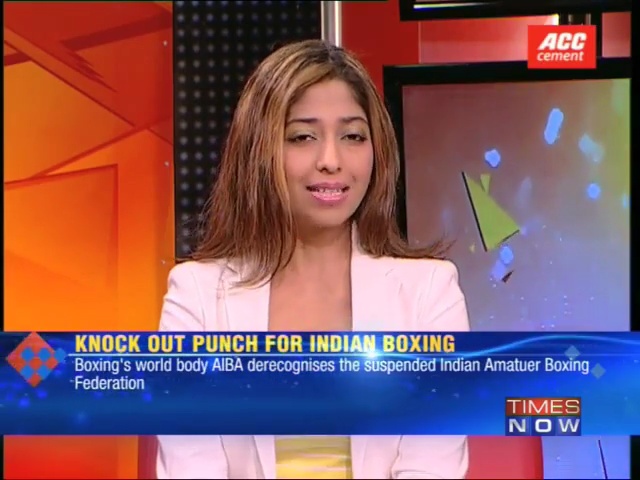 ACC
cement
KNOCK OUT PUNCH FOR INDIAN BOXING
Boxing's world body AIBA derecognises the suspended Indian Amatuer Boxing
Federation
TIMES
NOW